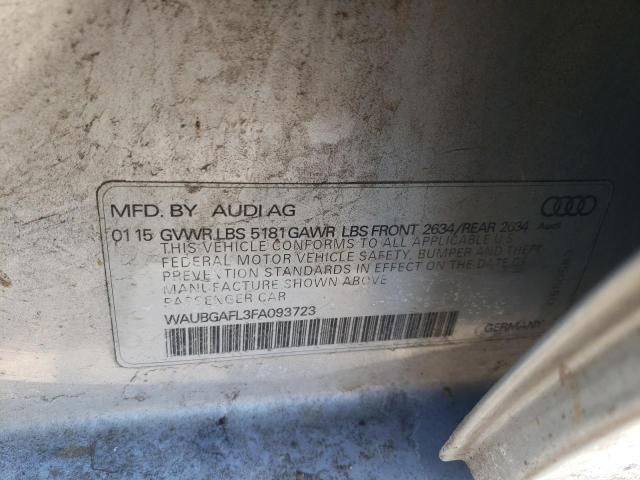 MFD. BY AUDI AG
01 15 GVWR LBS 5181 GAWR LBS FRONT 2634/REAR 2634
Audi
THIS VEHICLE CONFORMS TO ALL APPLICABLE U.S.
FEDERAL MOTOR VEHICLE SAFETY, BUMPER AND THEFT
PREVENTION STANDARDS IN EFFECT ON THE DATE OF
MANUFACTURE SHOWN ABOVE
PASSENGER CAR
WAUBGAFL3FA093723
GERMANY